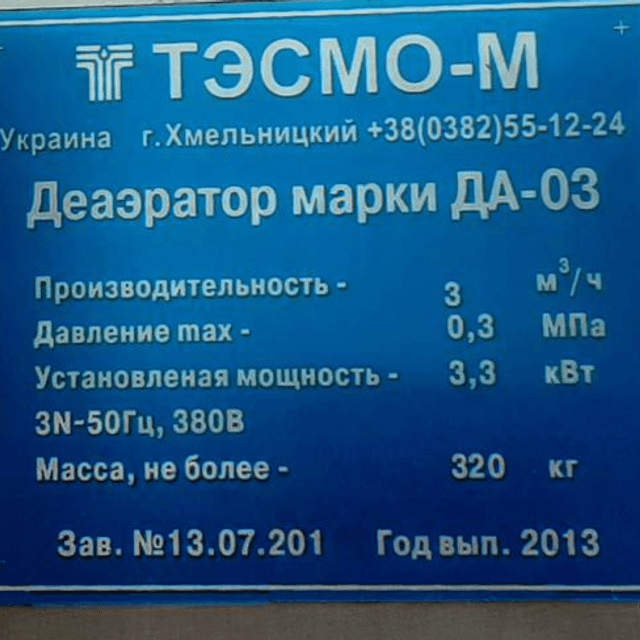 ТЭСМО-М
Украина г.Хмельницкий +38(0382)55-12-24
Деаэратор марки ДА-03
Производительность - 3 м³/ч
Давление max - 0,3 МПа
Установленая мощность - 3,3 кВт
3N-50Гц, 380В
Масса, не более - 320 кг
Зав. №13.07.201 Год вып. 2013